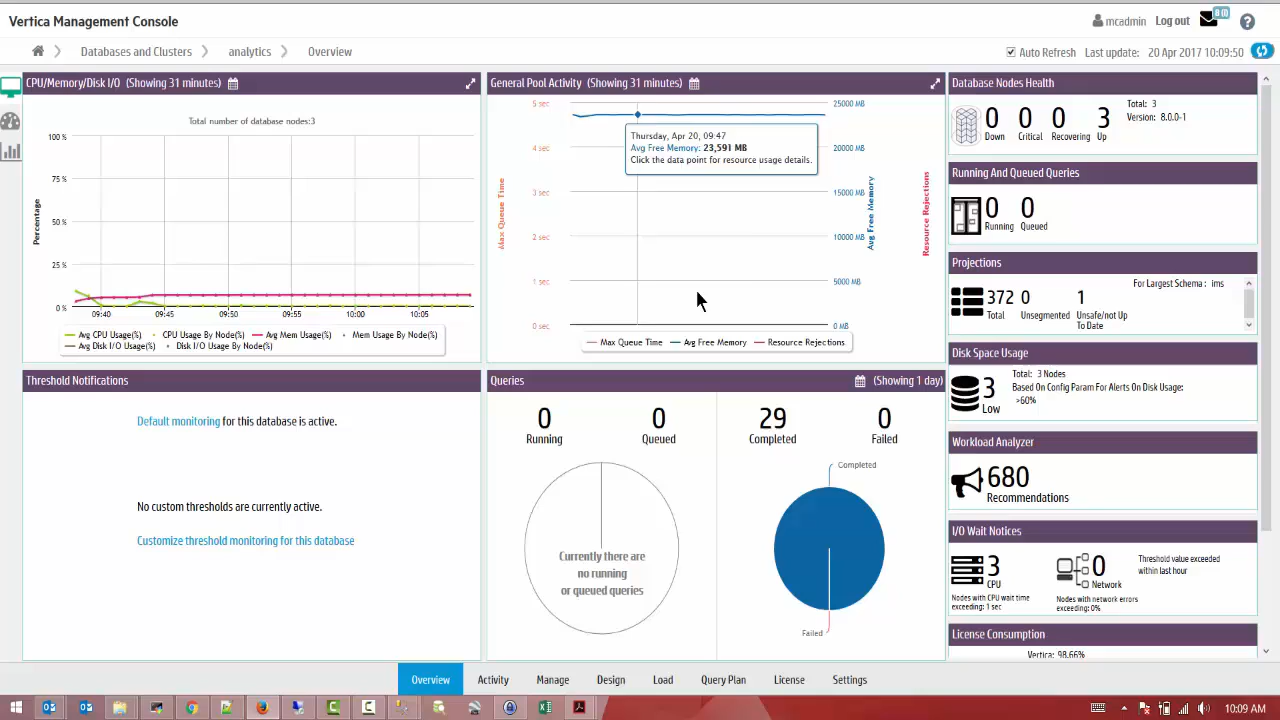 Vertica Management Console
mcadmin
Log out
0 (0)
?
Databases and Clusters
analytics
Overview
Auto Refresh
Last update: 20 Apr 2017 10:09:50
CPU/Memory/Disk I/O (Showing 31 minutes)
Total number of database nodes:3
100 %
75 %
50 %
25 %
0 %
Percentage
09:40
09:45
09:50
09:55
10:00
10:05
Avg CPU Usage(%)
CPU Usage By Node(%)
Avg Mem Usage(%)
Mem Usage By Node(%)
Avg Disk I/O Usage(%)
Disk I/O Usage By Node(%)
General Pool Activity (Showing 31 minutes)
5 sec
4 sec
3 sec
2 sec
1 sec
0 sec
Max Queue Time
Thursday, Apr 20, 09:47
Avg Free Memory: 23,591 MB
Click the data point for resource usage details.
25000 MB
20000 MB
15000 MB
10000 MB
5000 MB
0 MB
Avg Free Memory
Resource Rejections
Max Queue Time
Avg Free Memory
Resource Rejections
Database Nodes Health
0
Down
0
Critical
0
Recovering
3
Up
Total: 3
Version: 8.0.0-1
Running And Queued Queries
0
Running
0
Queued
Projections
For Largest Schema : ims
372
Total
0
Unsegmented
1
Unsafe/not Up
To Date
Disk Space Usage
3
Low
Total: 3 Nodes
Based On Config Param For Alerts On Disk Usage:
>60%
Workload Analyzer
680
Recommendations
I/O Wait Notices
3
CPU
0
Network
Threshold value exceeded
within last hour
Nodes with CPU wait time
exceeding: 1 sec
Nodes with network errors
exceeding: 0%
License Consumption
Vertica: 98.66%
Threshold Notifications
Default monitoring for this database is active.
No custom thresholds are currently active.
Customize threshold monitoring for this database
Queries
(Showing 1 day)
0
Running
0
Queued
29
Completed
0
Failed
Currently there are
no running
or queued queries
Completed
Failed
Overview
Activity
Manage
Design
Load
Query Plan
License
Settings
10:09 AM